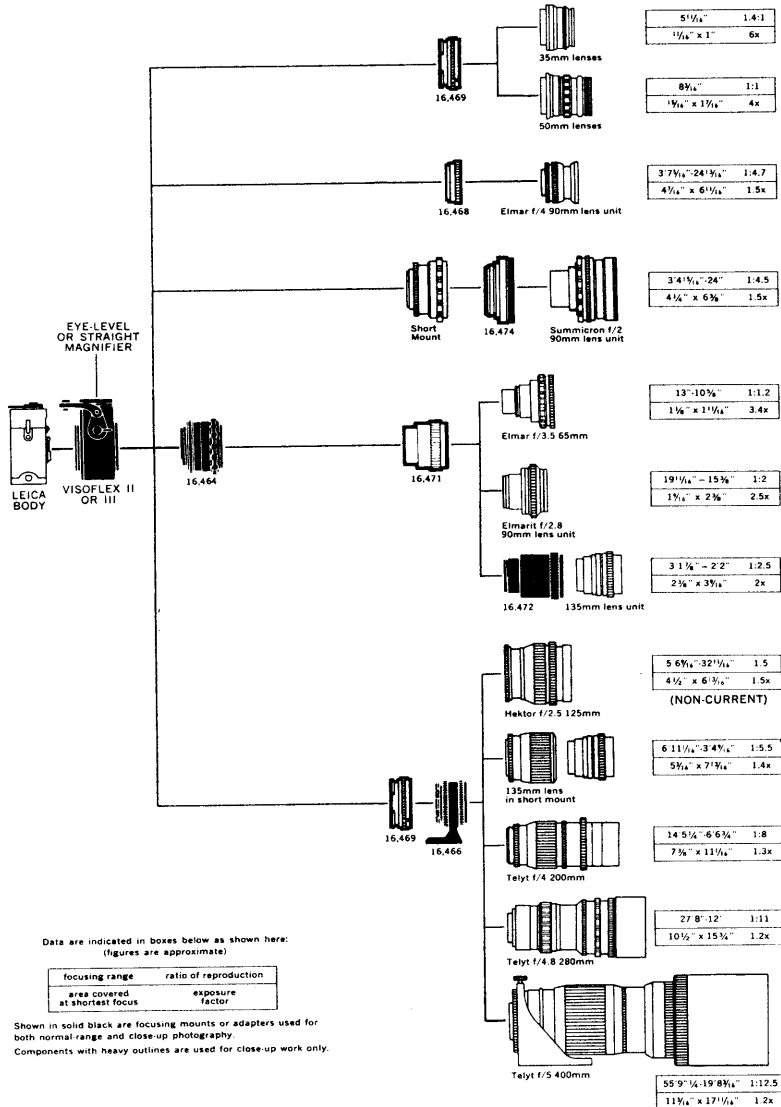 5 11/16" 1.4:1
11/16" x 1" 6x
35mm lenses
16,469
8 3/16" 1:1
15/16" x 1 7/16" 4x
50mm lenses
3'7 5/16"-24 13/16" 1:4.7
4 7/16" x 6 11/16" 1.5x
16,468
Elmar f/4 90mm lens unit
3'4 15/16"-24" 1:4.5
4 1/4" x 6 3/8" 1.5x
Short
Mount
16,474
Summicron f/2
90mm lens unit
EYE-LEVEL
OR STRAIGHT
MAGNIFIER
LEICA
BODY
VISOFLEX II
OR III
16,464
16,471
13"-10 5/8" 1:1.2
1 1/8" x 1 11/16" 3.4x
Elmar f/3.5 65mm
19 11/16" – 15 3/8" 1:2
1 9/16" x 2 3/8" 2.5x
Elmarit f/2.8
90mm lens unit
3 1 7/8" – 2'2" 1:2.5
2 3/8" x 3 9/16" 2x
16,472
135mm lens unit
5 6 9/16"-32 11/16" 1.5
4 1/2" x 6 13/16" 1.5x
(NON-CURRENT)
Hektor f/2.5 125mm
6 11 1/16"-3'4 9/16" 1:5.5
5 3/16" x 7 13/16" 1.4x
135mm lens
in short mount
16,469
16,466
14'5 1/4"-6'6 3/4" 1:8
7 3/8" x 11 1/16" 1.3x
Telyt f/4 200mm
27 8"-12' 1:11
10 1/2" x 15 3/4" 1.2x
Telyt f/4.8 280mm
Telyt f/5 400mm
55'9" 1/4-19'8 3/16" 1:12.5
11 3/16" x 17 11/16" 1.2x
Data are indicated in boxes below as shown here:
(figures are approximate)
focusing range ratio of reproduction
area covered
at shortest focus
exposure
factor
Shown in solid black are focusing mounts or adapters used for
both normal-range and close-up photography.
Components with heavy outlines are used for close-up work only.